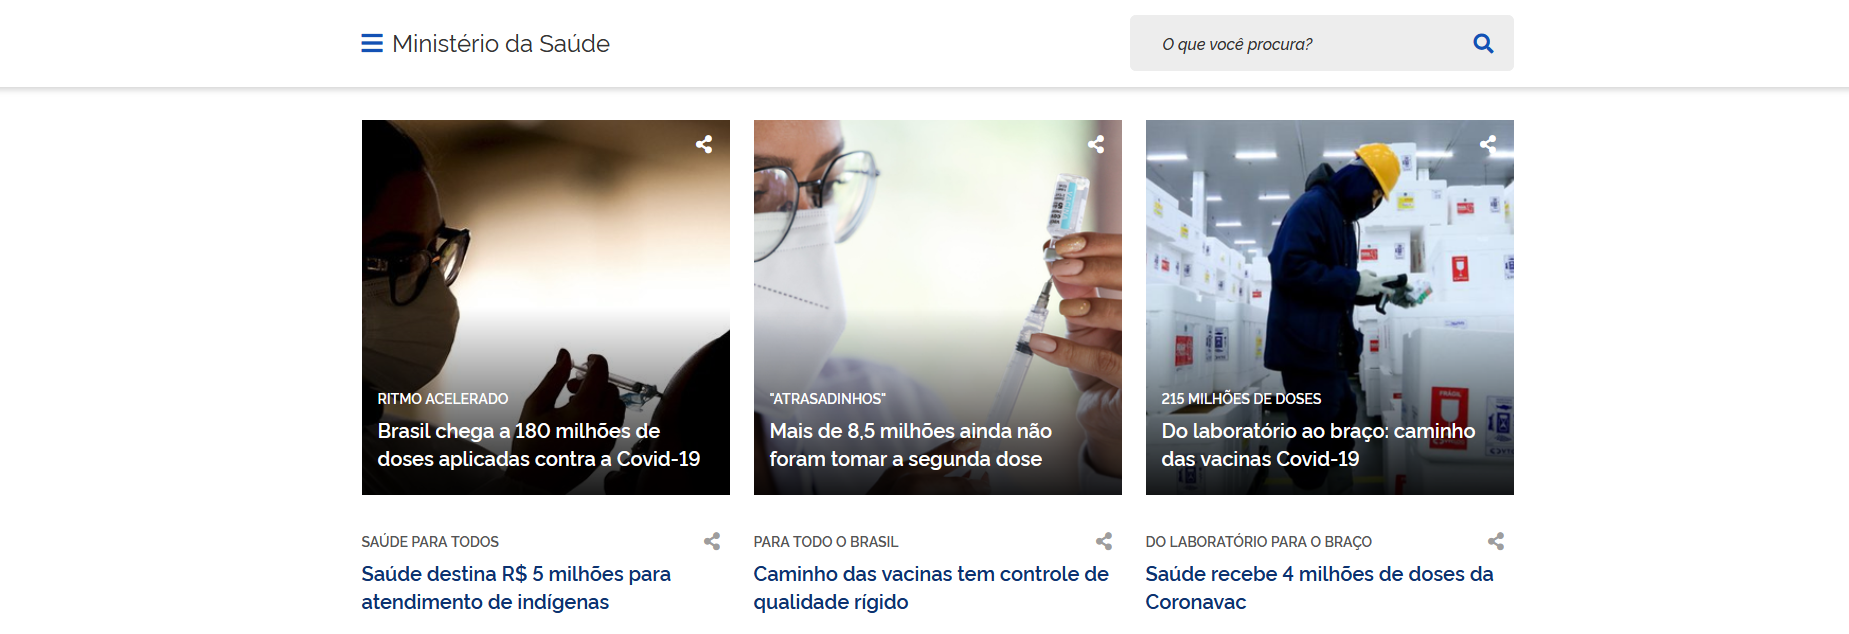 Ministério da Saúde
O que você procura?
RITMO ACELERADO
Brasil chega a 180 milhões de
doses aplicadas contra a Covid-19
"ATRASADINHOS"
Mais de 8,5 milhões ainda não
foram tomar a segunda dose
215 MILHÕES DE DOSES
Do laboratório ao braço: caminho
das vacinas Covid-19
FRÁGIL
SAÚDE PARA TODOS
Saúde destina R$ 5 milhões para
atendimento de indígenas
PARA TODO O BRASIL
Caminho das vacinas tem controle de
qualidade rígido
DO LABORATÓRIO PARA O BRAÇO
Saúde recebe 4 milhões de doses da
Coronavac